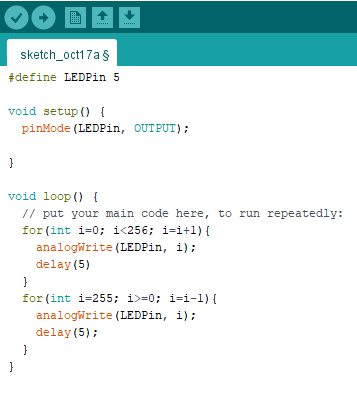 sketch_oct17a §
#define LEDPin 5
void setup() {
pinMode(LEDPin, OUTPUT);
}
void loop() {
// put your main code here, to run repeatedly:
for(int i=0; i<256; i=i+1){
analogWrite(LEDPin, i);
delay(5)
}
for(int i=255; i>=0; i=i-1){
analogWrite(LEDPin, i);
delay(5);
}
}